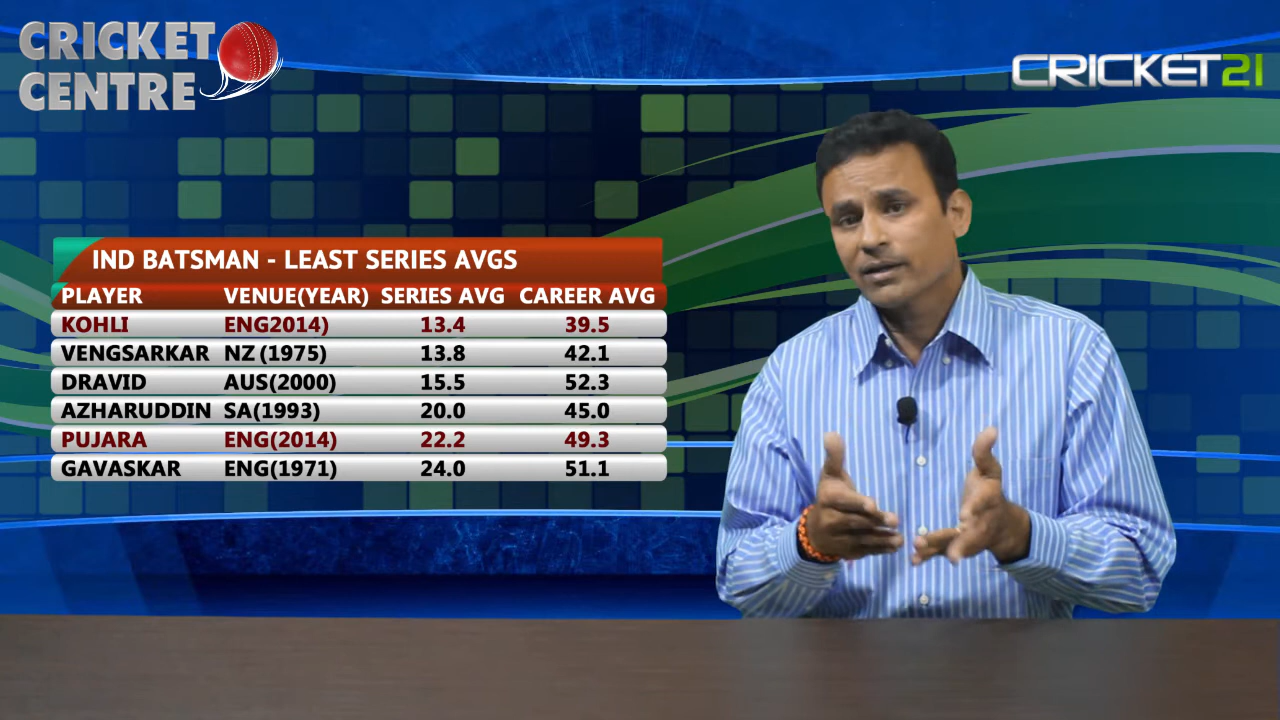 CRICKET
CENTRE
CRICKET21
IND BATSMAN - LEAST SERIES AVGS
PLAYER VENUE(YEAR) SERIES AVG CAREER AVG
KOHLI ENG2014) 13.4 39.5
VENGSARKAR NZ (1975) 13.8 42.1
DRAVID AUS(2000) 15.5 52.3
AZHARUDDIN SA(1993) 20.0 45.0
PUJARA ENG(2014) 22.2 49.3
GAVASKAR ENG(1971) 24.0 51.1